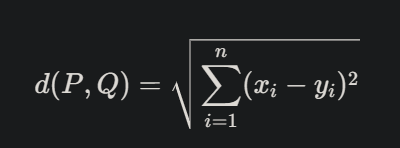 d(P, Q) = √(∑_{i=1}^{n} (x_i − y_i)²)